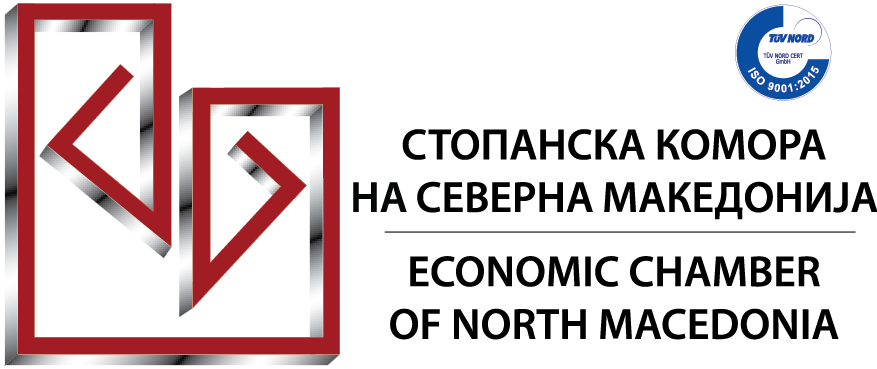 TÜV NORD
TÜV NORD CERT
GmbH
ISO 9001:2015
СТОПАНСКА КОМОРА
НА СЕВЕРНА МАКЕДОНИЈА
ECONOMIC CHAMBER
OF NORTH MACEDONIA